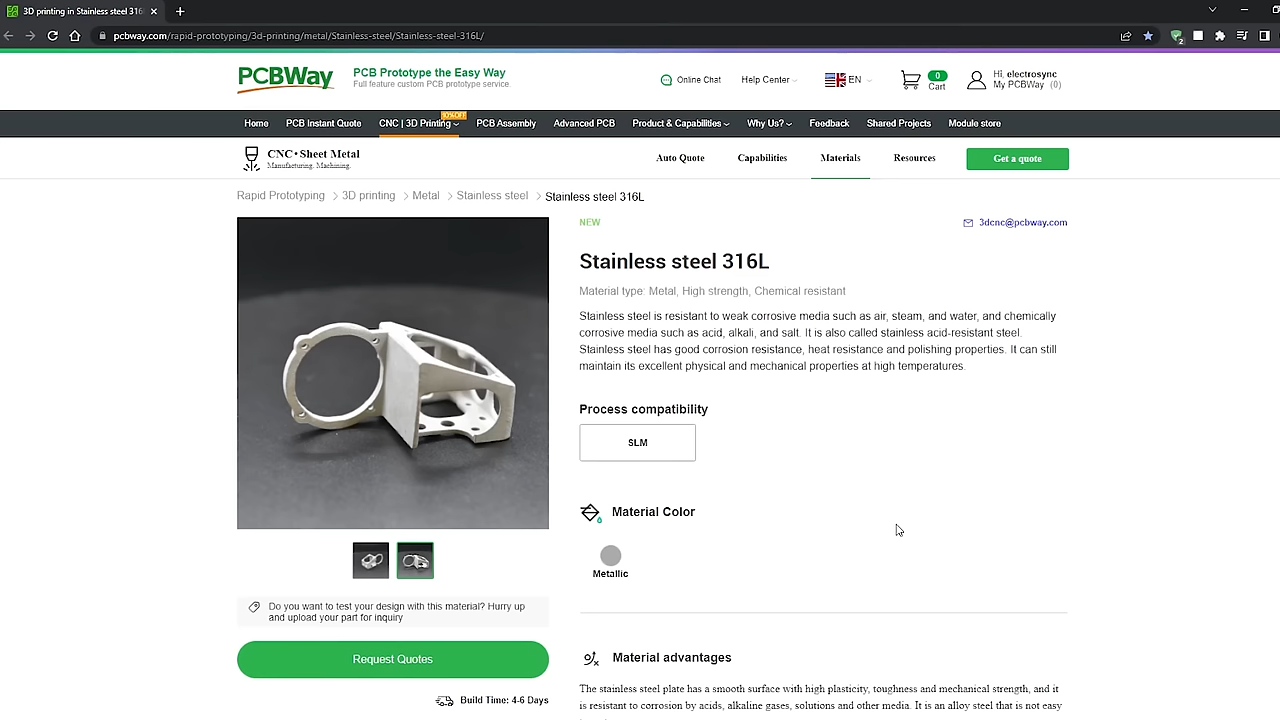 3D printing in Stainless steel 316
pcbway.com/rapid-prototyping/3d-printing/metal/Stainless-steel/Stainless-steel-316L/
2
PCBWay
PCB Prototype the Easy Way
Full feature custom PCB prototype service
Online Chat
Help Center
EN
0
Cart
Hi, electrosync
My PCBWay (0)
10%OFF
Home PCB Instant Quote CNC | 3D Printing PCB Assembly Advanced PCB Product & Capabilities Why Us? Feedback Shared Projects Module store
CNC•Sheet Metal
Manufacturing, Machining.
Auto Quote Capabilities Materials Resources Get a quote
Rapid Prototyping 3D printing Metal Stainless steel Stainless steel 316L
NEW
3dcnc@pcbway.com
Stainless steel 316L
Material type: Metal, High strength, Chemical resistant
Stainless steel is resistant to weak corrosive media such as air, steam, and water, and chemically
corrosive media such as acid, alkali, and salt. It is also called stainless acid-resistant steel.
Stainless steel has good corrosion resistance, heat resistance and polishing properties. It can still
maintain its excellent physical and mechanical properties at high temperatures.
Process compatibility
SLM
Material Color
Metallic
Do you want to test your design with this material? Hurry up
and upload your part for inquiry
Request Quotes
Build Time: 4-6 Days
Material advantages
The stainless steel plate has a smooth surface with high plasticity, toughness and mechanical strength, and it
is resistant to corrosion by acids, alkaline gases, solutions and other media. It is an alloy steel that is not easy